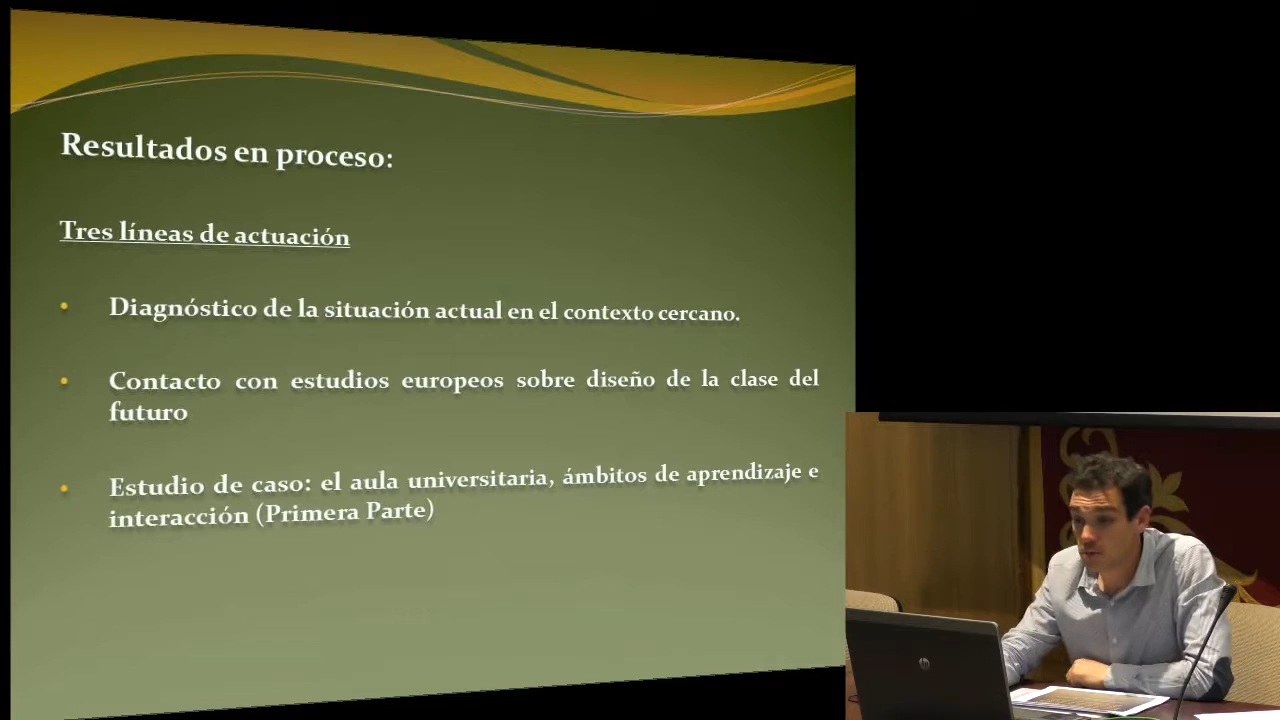 Resultados en proceso:
Tres líneas de actuación
• Diagnóstico de la situación actual en el contexto cercano.
• Contacto con estudios europeos sobre diseño de la clase del
futuro
• Estudio de caso: el aula universitaria, ámbitos de aprendizaje e
interacción (Primera Parte)
hp